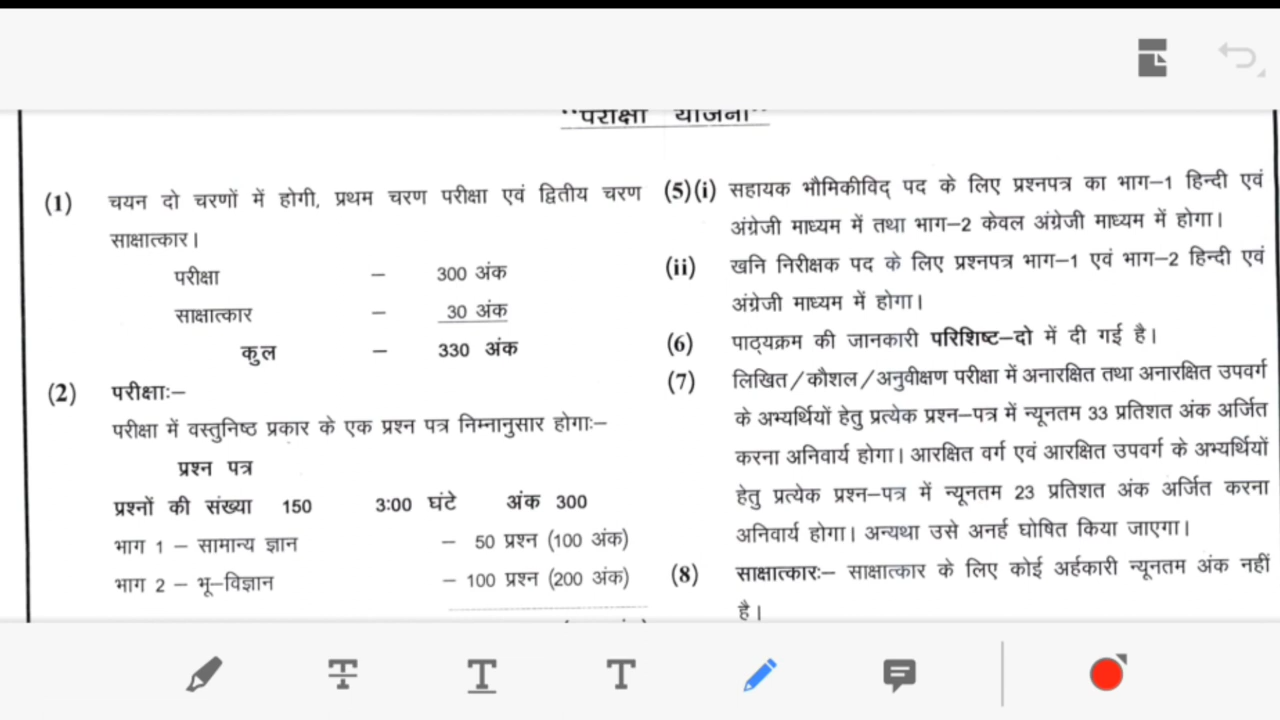 "परीक्षा योजना"
(1) चयन दो चरणों में होगी, प्रथम चरण परीक्षा एवं द्वितीय चरण
साक्षात्कार।
परीक्षा – 300 अंक
साक्षात्कार – 30 अंक
कुल – 330 अंक
(2) परीक्षाः–
परीक्षा में वस्तुनिष्ठ प्रकार के एक प्रश्न पत्र निम्नानुसार होगाः–
प्रश्न पत्र
प्रश्नों की संख्या 150 3:00 घंटे अंक 300
भाग 1 – सामान्य ज्ञान – 50 प्रश्न (100 अंक)
भाग 2 – भू–विज्ञान – 100 प्रश्न (200 अंक)
(5)(i) सहायक भौमिकीविद् पद के लिए प्रश्नपत्र का भाग–1 हिन्दी एवं
अंग्रेजी माध्यम में तथा भाग–2 केवल अंग्रेजी माध्यम में होगा।
(ii) खनि निरीक्षक पद के लिए प्रश्नपत्र भाग–1 एवं भाग–2 हिन्दी एवं
अंग्रेजी माध्यम में होगा।
(6) पाठ्यक्रम की जानकारी परिशिष्ट–दो में दी गई है।
(7) लिखित/कौशल/अनुवीक्षण परीक्षा में अनारक्षित तथा अनारक्षित उपवर्ग
के अभ्यर्थियों हेतु प्रत्येक प्रश्न–पत्र में न्यूनतम 33 प्रतिशत अंक अर्जित
करना अनिवार्य होगा। आरक्षित वर्ग एवं आरक्षित उपवर्ग के अभ्यर्थियों
हेतु प्रत्येक प्रश्न–पत्र में न्यूनतम 23 प्रतिशत अंक अर्जित करना
अनिवार्य होगा। अन्यथा उसे अनर्ह घोषित किया जाएगा।
(8) साक्षात्कारः– साक्षात्कार के लिए कोई अर्हकारी न्यूनतम अंक नहीं
है।